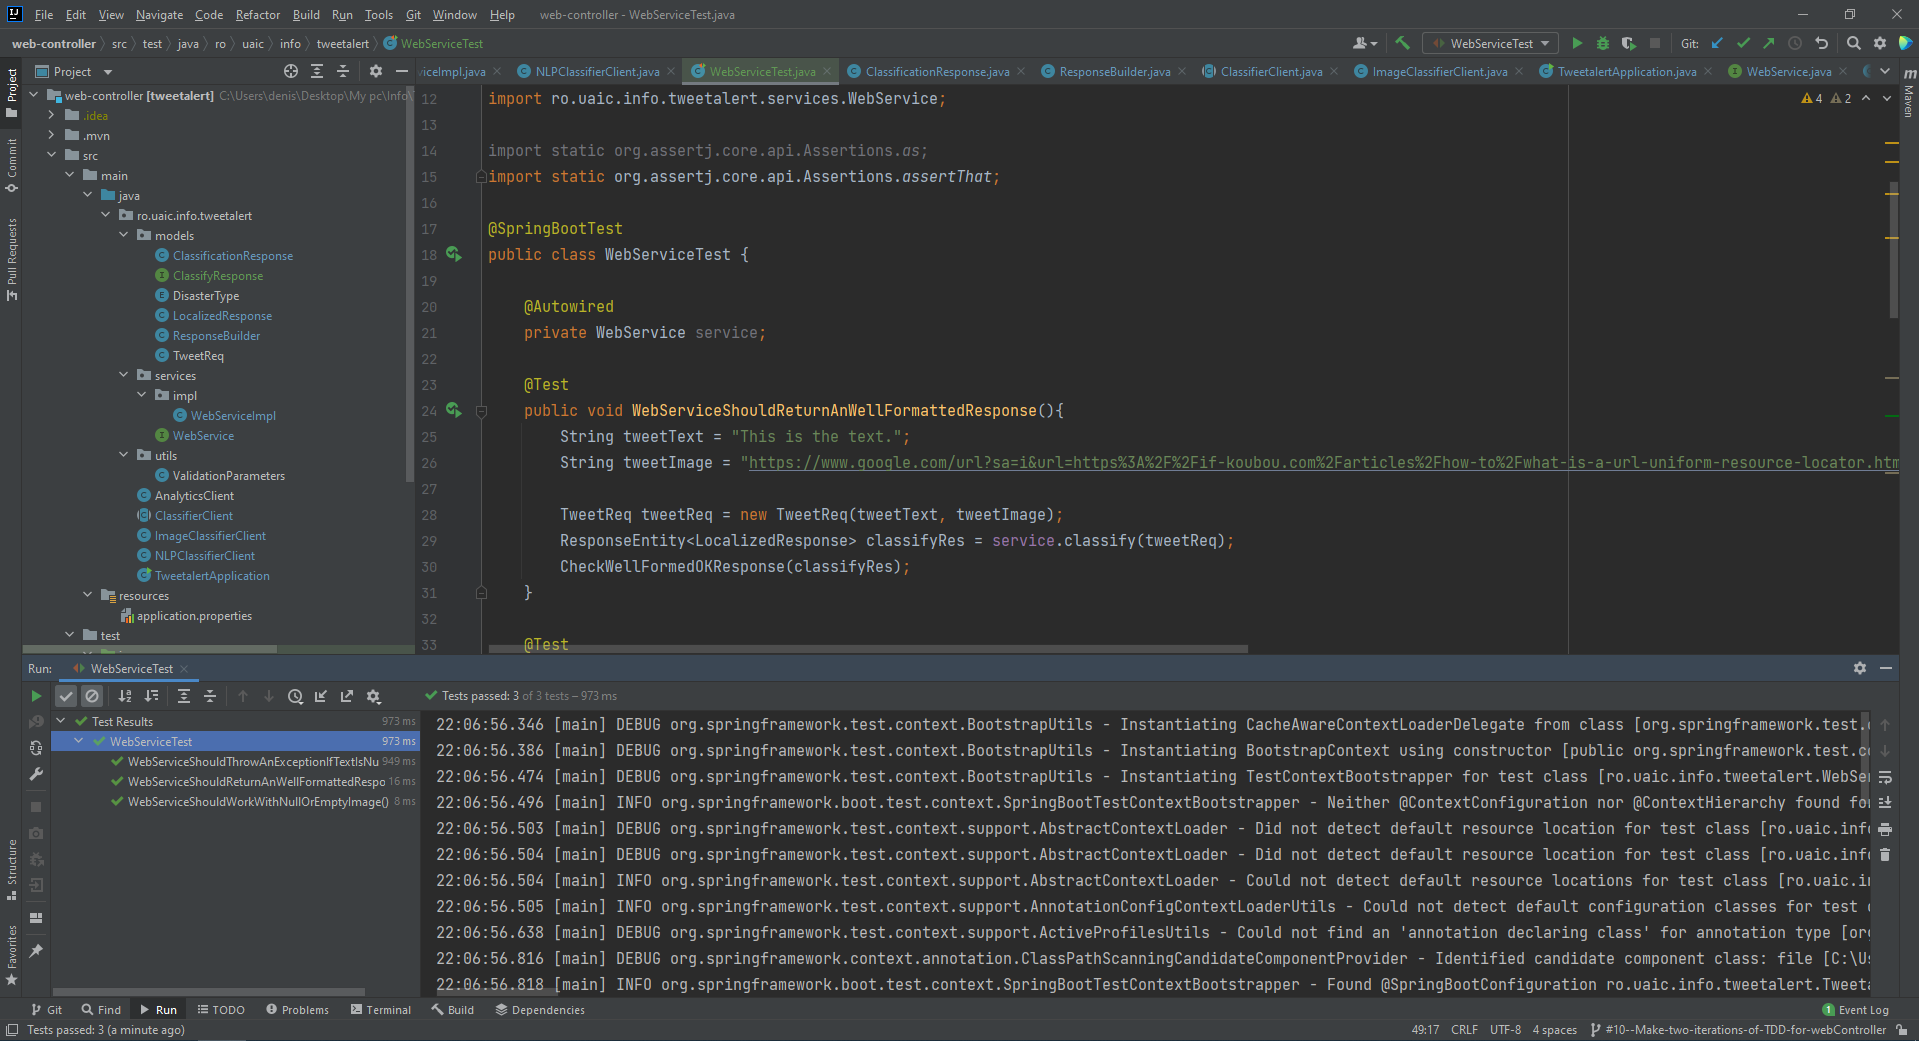 File Edit View Navigate Code Refactor Build Run Tools Git Window Help web-controller - WebServiceTest.java
web-controller src test java ro uaic info tweetalert WebServiceTest
WebServiceTest Git:
Project
viceImpl.java NLPClassifierClient.java WebServiceTest.java ClassificationResponse.java ResponseBuilder.java ClassifierClient.java ImageClassifierClient.java TweetalertApplication.java WebService.java
Project
Commit
Pull Requests
Structure
Favorites
Maven
web-controller [tweetalert] C:\Users\denis\Desktop\My pc\Info\
.idea
.mvn
src
main
java
ro.uaic.info.tweetalert
models
ClassificationResponse
ClassifyResponse
DisasterType
LocalizedResponse
ResponseBuilder
TweetReq
services
impl
WebServiceImpl
WebService
utils
ValidationParameters
AnalyticsClient
ClassifierClient
ImageClassifierClient
NLPClassifierClient
TweetalertApplication
resources
application.properties
test
4 2
12 import ro.uaic.info.tweetalert.services.WebService;
13
14 import static org.assertj.core.api.Assertions.as;
15 import static org.assertj.core.api.Assertions.assertThat;
16
17 @SpringBootTest
18 public class WebServiceTest {
19
20 @Autowired
21 private WebService service;
22
23 @Test
24 public void WebServiceShouldReturnAnWellFormattedResponse(){
25 String tweetText = "This is the text.";
26 String tweetImage = "https://www.google.com/url?sa=i&url=https%3A%2F%2Fif-koubou.com%2Farticles%2Fhow-to%2Fwhat-is-a-url-uniform-resource-locator.htm
27
28 TweetReq tweetReq = new TweetReq(tweetText, tweetImage);
29 ResponseEntity<LocalizedResponse> classifyRes = service.classify(tweetReq);
30 CheckWellFormedOKResponse(classifyRes);
31 }
32
33 @Test
Run: WebServiceTest
Tests passed: 3 of 3 tests – 973 ms
Test Results 973 ms
WebServiceTest 973 ms
WebServiceShouldThrowAnExceptionIfTextIsNu 949 ms
WebServiceShouldReturnAnWellFormattedRespo 16 ms
WebServiceShouldWorkWithNullOrEmptyImage() 8 ms
22:06:56.346 [main] DEBUG org.springframework.test.context.BootstrapUtils - Instantiating CacheAwareContextLoaderDelegate from class [org.springframework.test.c
22:06:56.386 [main] DEBUG org.springframework.test.context.BootstrapUtils - Instantiating BootstrapContext using constructor [public org.springframework.test.co
22:06:56.474 [main] DEBUG org.springframework.test.context.BootstrapUtils - Instantiating TestContextBootstrapper for test class [ro.uaic.info.tweetalert.WebSer
22:06:56.496 [main] INFO org.springframework.boot.test.context.SpringBootTestContextBootstrapper - Neither @ContextConfiguration nor @ContextHierarchy found for
22:06:56.503 [main] DEBUG org.springframework.test.context.support.AbstractContextLoader - Did not detect default resource location for test class [ro.uaic.info
22:06:56.504 [main] DEBUG org.springframework.test.context.support.AbstractContextLoader - Did not detect default resource location for test class [ro.uaic.info
22:06:56.504 [main] INFO org.springframework.test.context.support.AbstractContextLoader - Could not detect default resource locations for test class [ro.uaic.in
22:06:56.505 [main] INFO org.springframework.test.context.support.AnnotationConfigContextLoaderUtils - Could not detect default configuration classes for test c
22:06:56.638 [main] DEBUG org.springframework.test.context.support.ActiveProfilesUtils - Could not find an 'annotation declaring class' for annotation type [org
22:06:56.816 [main] DEBUG org.springframework.context.annotation.ClassPathScanningCandidateComponentProvider - Identified candidate component class: file [C:\Us
22:06:56.818 [main] INFO org.springframework.boot.test.context.SpringBootTestContextBootstrapper - Found @SpringBootConfiguration ro.uaic.info.tweetalert.Tweeta
Git Find Run TODO Problems Terminal Build Dependencies 1 Event Log
Tests passed: 3 (a minute ago) 49:17 CRLF UTF-8 4 spaces #10--Make-two-iterations-of-TDD-for-webController